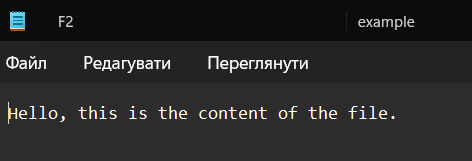 F2 example
Файл Редагувати Переглянути
Hello, this is the content of the file.